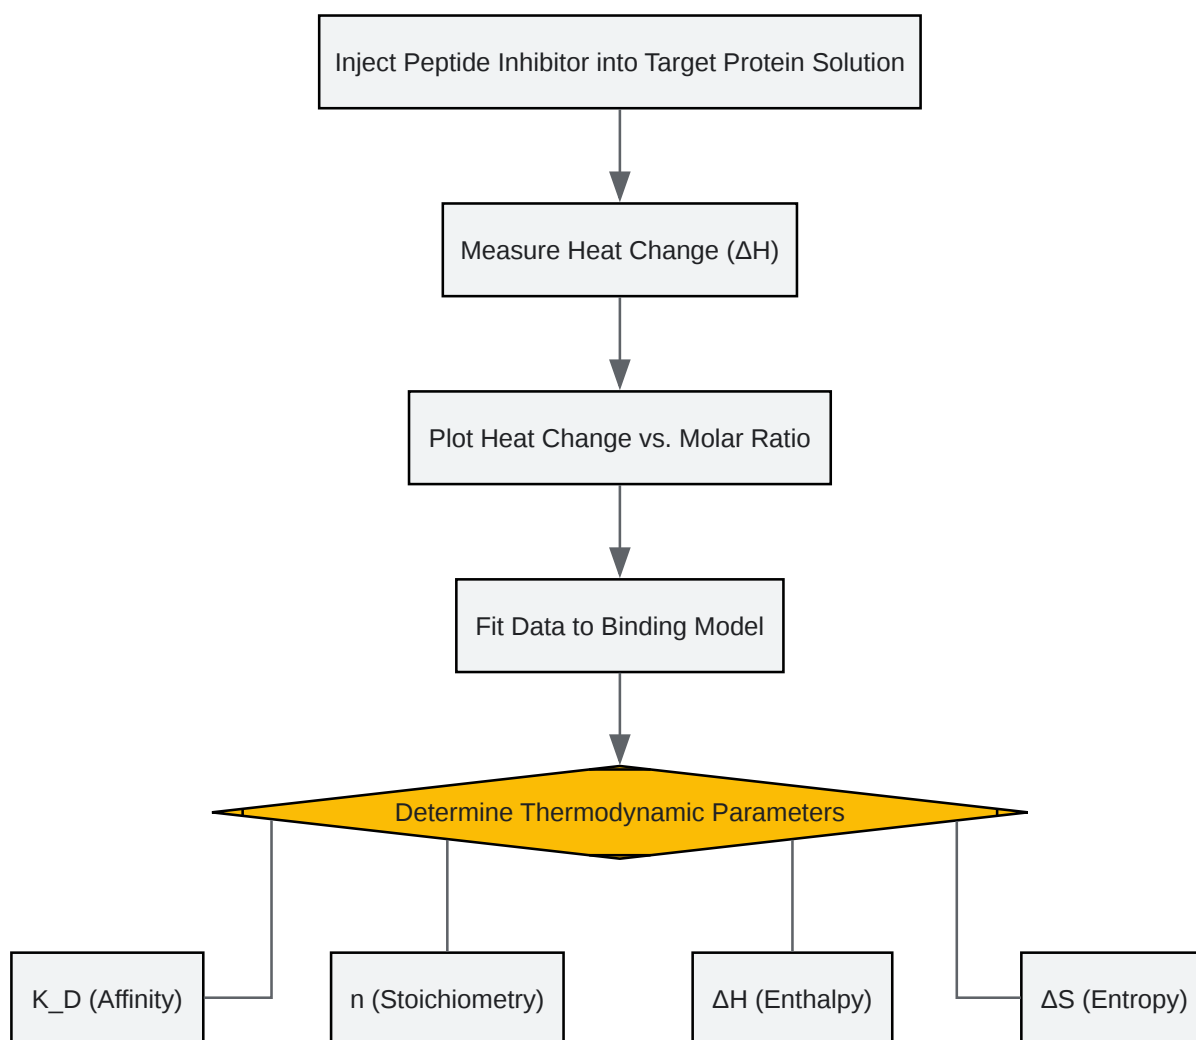 Inject Peptide Inhibitor into Target Protein Solution
Measure Heat Change (ΔH)
Plot Heat Change vs. Molar Ratio
Fit Data to Binding Model
Determine Thermodynamic Parameters
K_D (Affinity)
n (Stoichiometry)
ΔH (Enthalpy)
ΔS (Entropy)